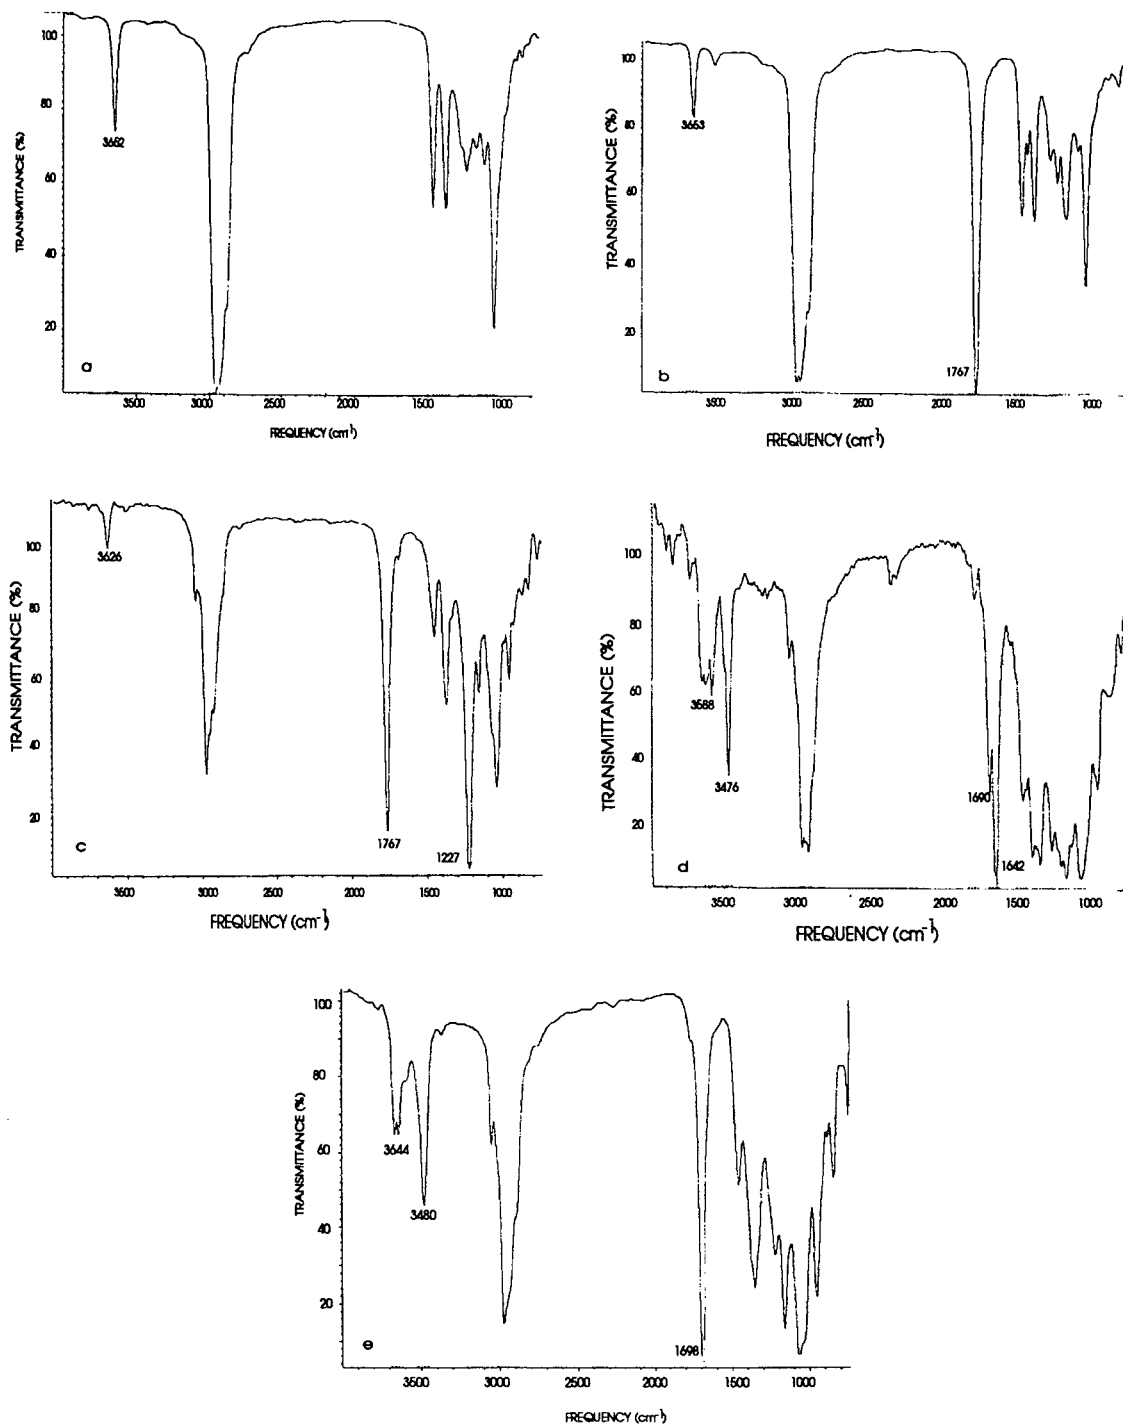 100
80
60
40
20
TRANSMITTANCE (%)
3662
a
3500 3000 2500 2000 1500 1000
FREQUENCY (cm⁻¹)
100
80
60
40
20
TRANSMITTANCE (%)
3653
1767
b
3500 3000 2500 2000 1500 1000
FREQUENCY (cm⁻¹)
100
80
60
40
20
TRANSMITTANCE (%)
3626
1767
1227
c
3000 2500 2000 1500 1000
FREQUENCY (cm⁻¹)
100
80
60
40
20
TRANSMITTANCE (%)
3588
3476
1690
1642
d
3500 3000 2500 2000 1500 1000
FREQUENCY (cm⁻¹)
100
80
60
40
20
TRANSMITTANCE (%)
3644
3480
1698
e
3500 3000 2500 2000 1500 1000
FREQUENCY (cm⁻¹)